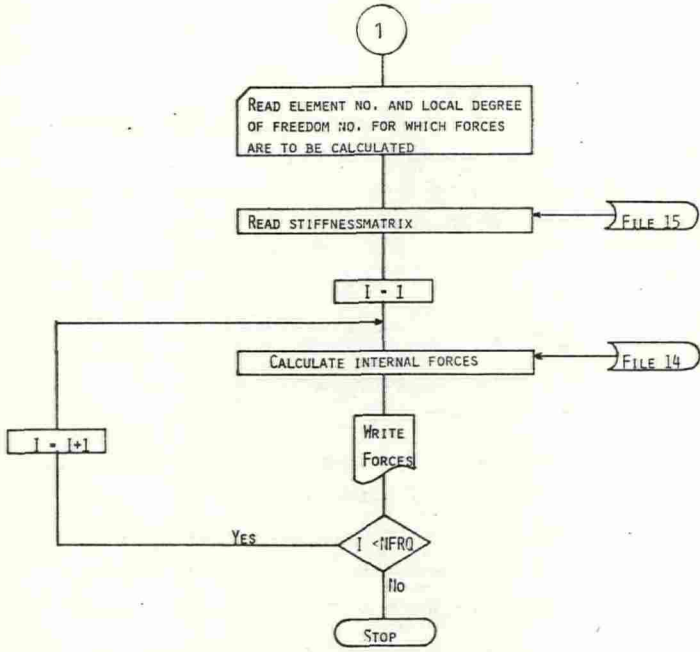 1
READ ELEMENT NO. AND LOCAL DEGREE
OF FREEDOM NO. FOR WHICH FORCES
ARE TO BE CALCULATED
READ STIFFNESSMATRIX
FILE 15
I = 1
CALCULATE INTERNAL FORCES
FILE 14
I = I+1
WRITE
FORCES
YES
I <NFRQ
NO
STOP